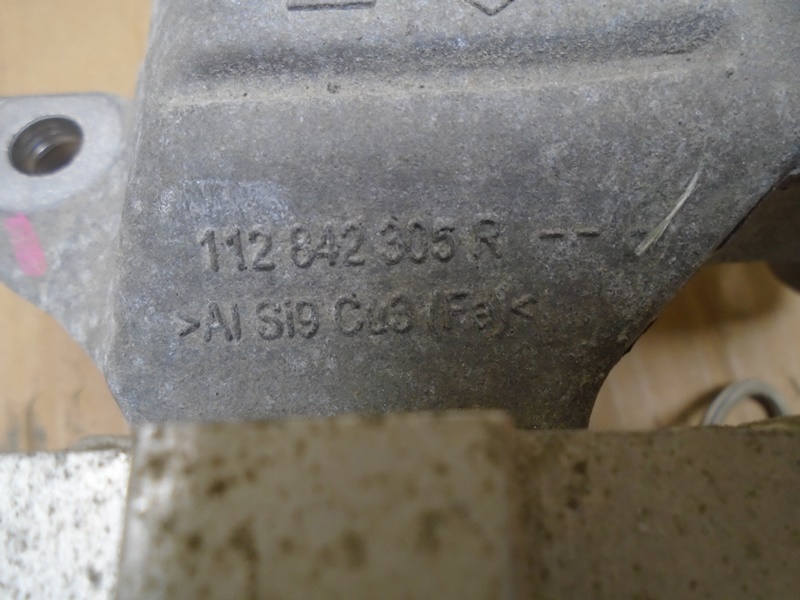 112 842 305 R -- -
>Al Si9 Cu3 (Fe)<